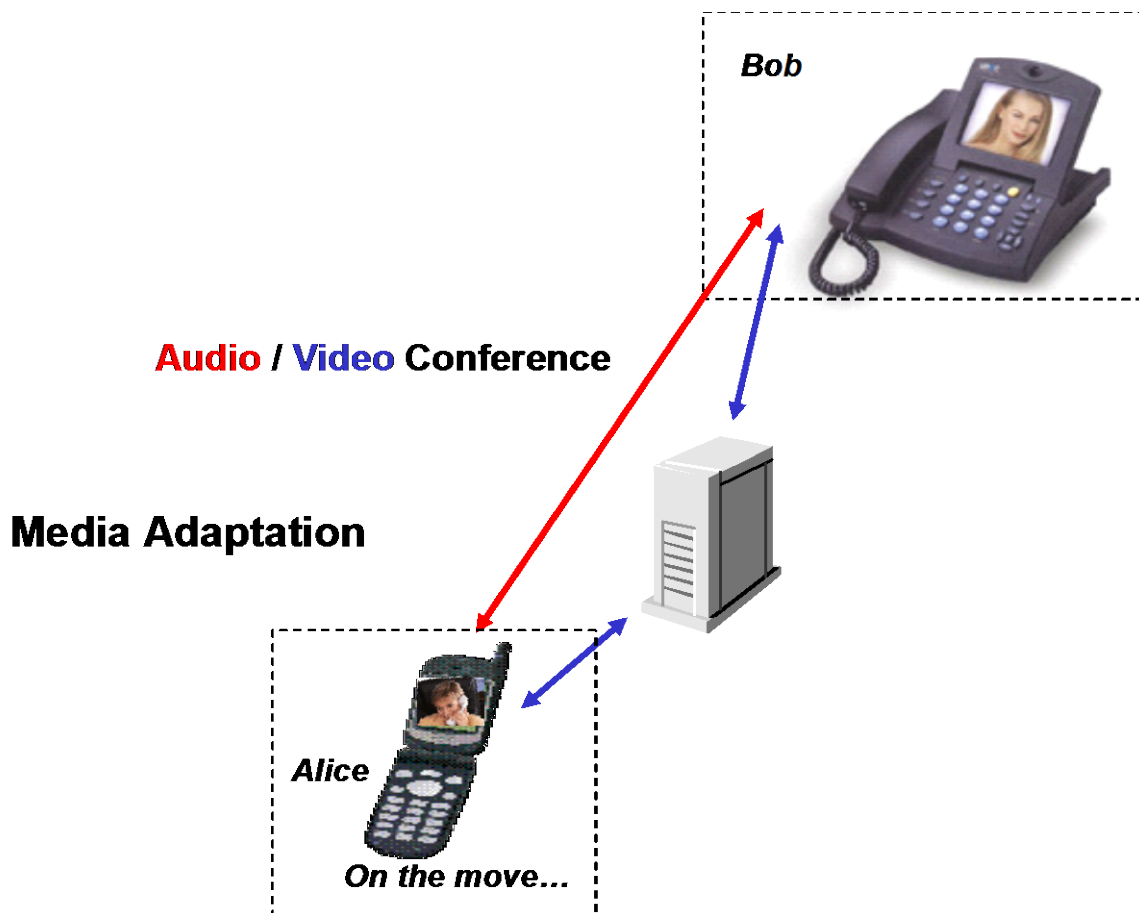 Bob
Audio / Video Conference
Media Adaptation
Alice
On the move…